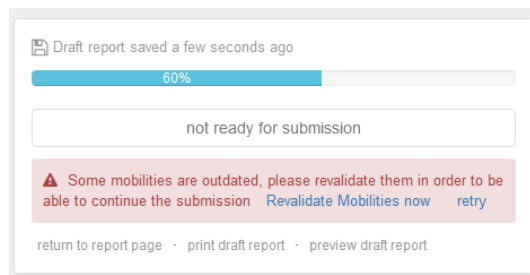 Draft report saved a few seconds ago
60%
not ready for submission
Some mobilities are outdated, please revalidate them in order to be
able to continue the submission Revalidate Mobilities now retry
return to report page · print draft report · preview draft report